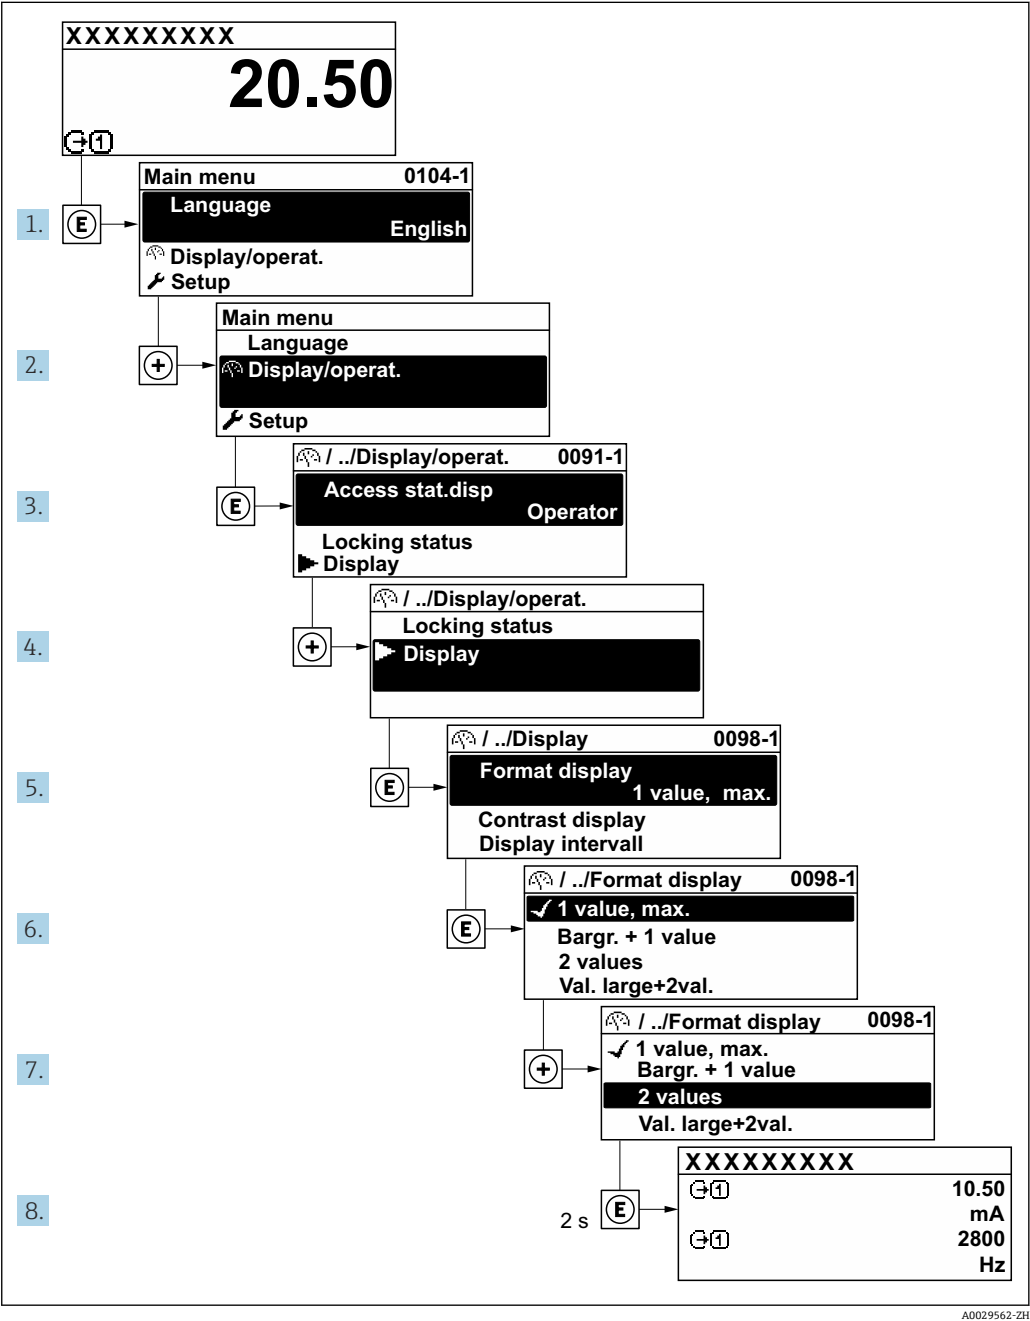 XXXXXXXXX
20.50
1
Main menu 0104-1
Language
English
Display/operat.
Setup
1. E
Main menu
Language
Display/operat.
Setup
2. +
/ ../Display/operat. 0091-1
Access stat.disp
Operator
Locking status
Display
3. E
/ ../Display/operat.
Locking status
Display
4. +
/ ../Display 0098-1
Format display
1 value, max.
Contrast display
Display intervall
5. E
/ ../Format display 0098-1
1 value, max.
Bargr. + 1 value
2 values
Val. large+2val.
6. E
/ ../Format display 0098-1
1 value, max.
Bargr. + 1 value
2 values
Val. large+2val.
7. +
XXXXXXXXX
1 10.50
mA
1 2800
Hz
8. 2 s E
A0029562-ZH